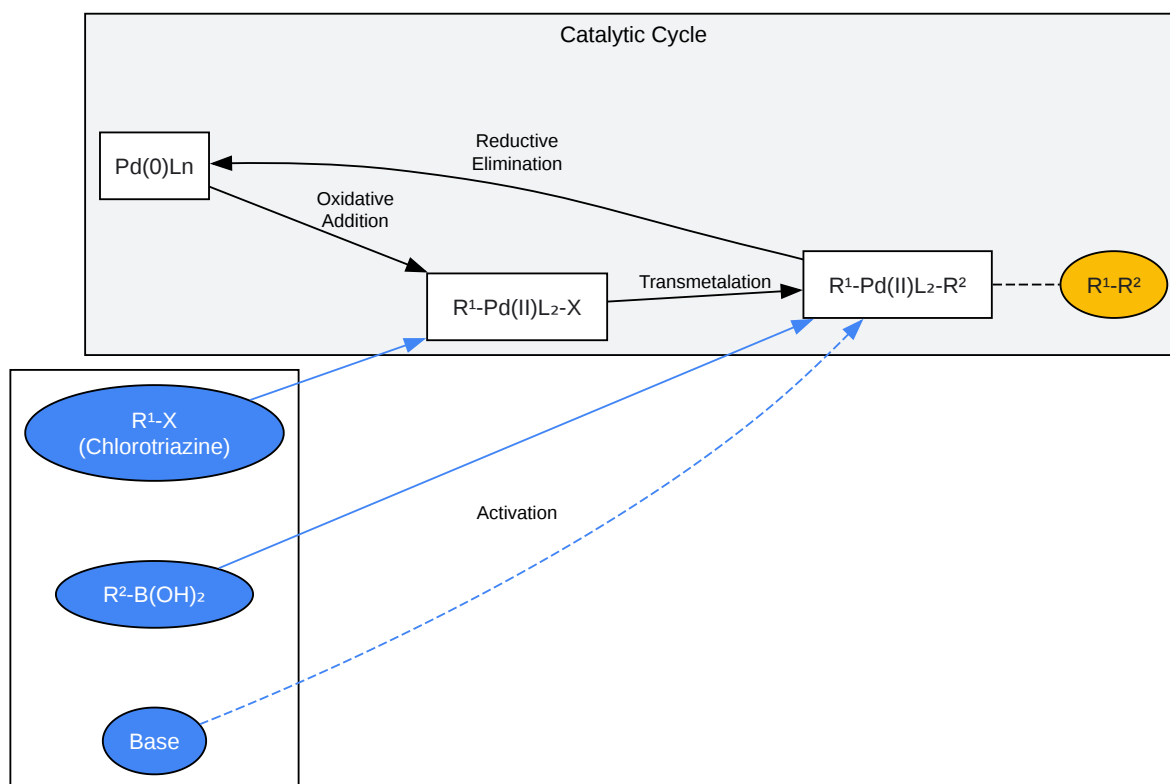 Catalytic Cycle
Reductive
Elimination
Pd(0)Ln
Oxidative
Addition
Transmetalation
R¹-Pd(II)L₂-X
R¹-Pd(II)L₂-R²
R¹-R²
R¹-X
(Chlorotriazine)
Activation
R²-B(OH)₂
Base